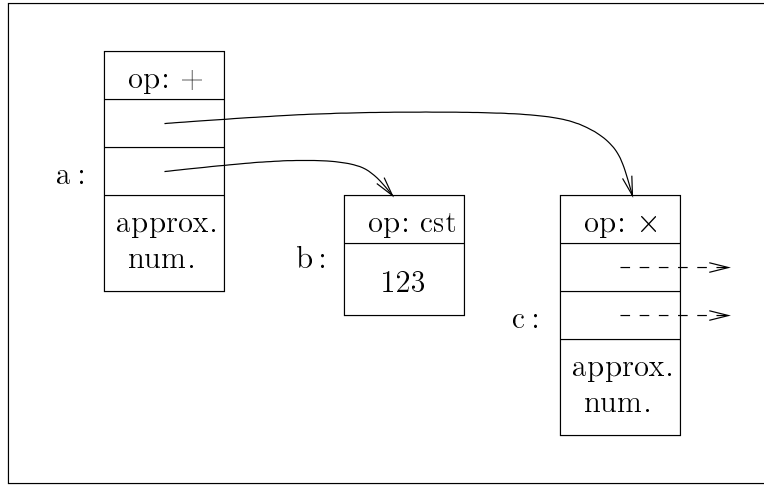 op: +
a :
approx.
num.
op: cst
b :
123
op: ×
c :
approx.
num.